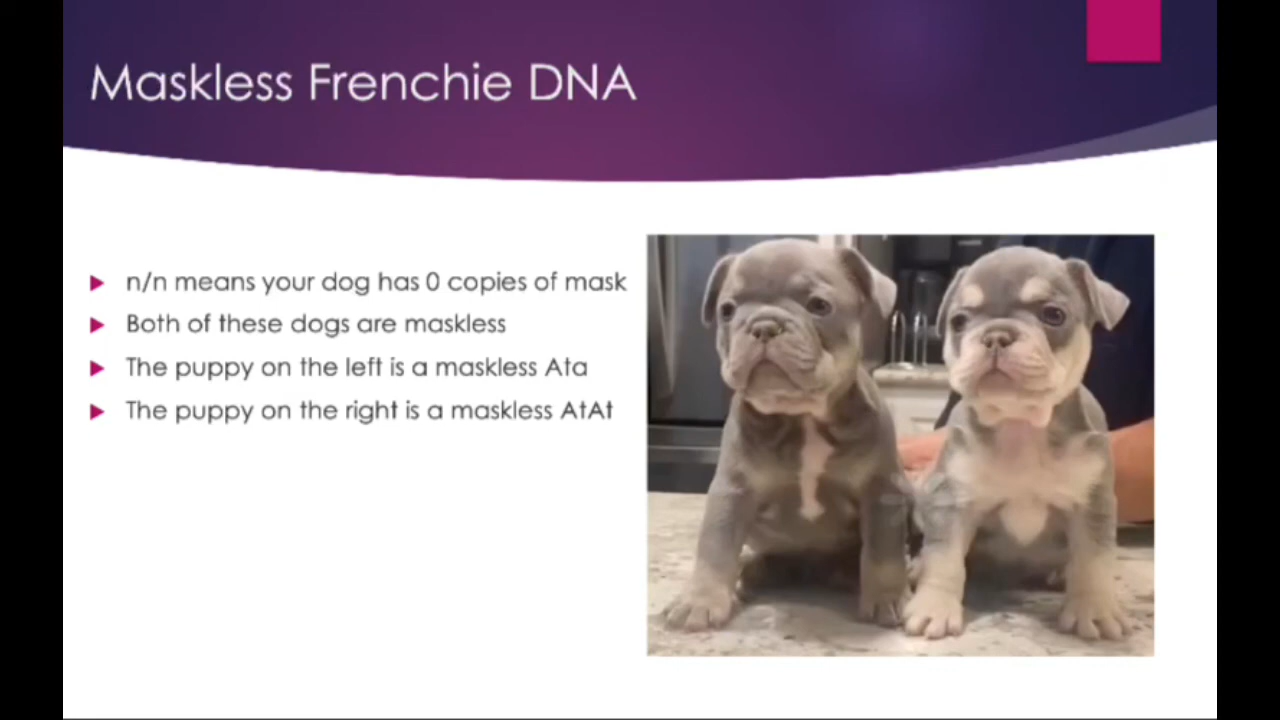 Maskless Frenchie DNA
n/n means your dog has 0 copies of mask
Both of these dogs are maskless
The puppy on the left is a maskless Ata
The puppy on the right is a maskless AtAt